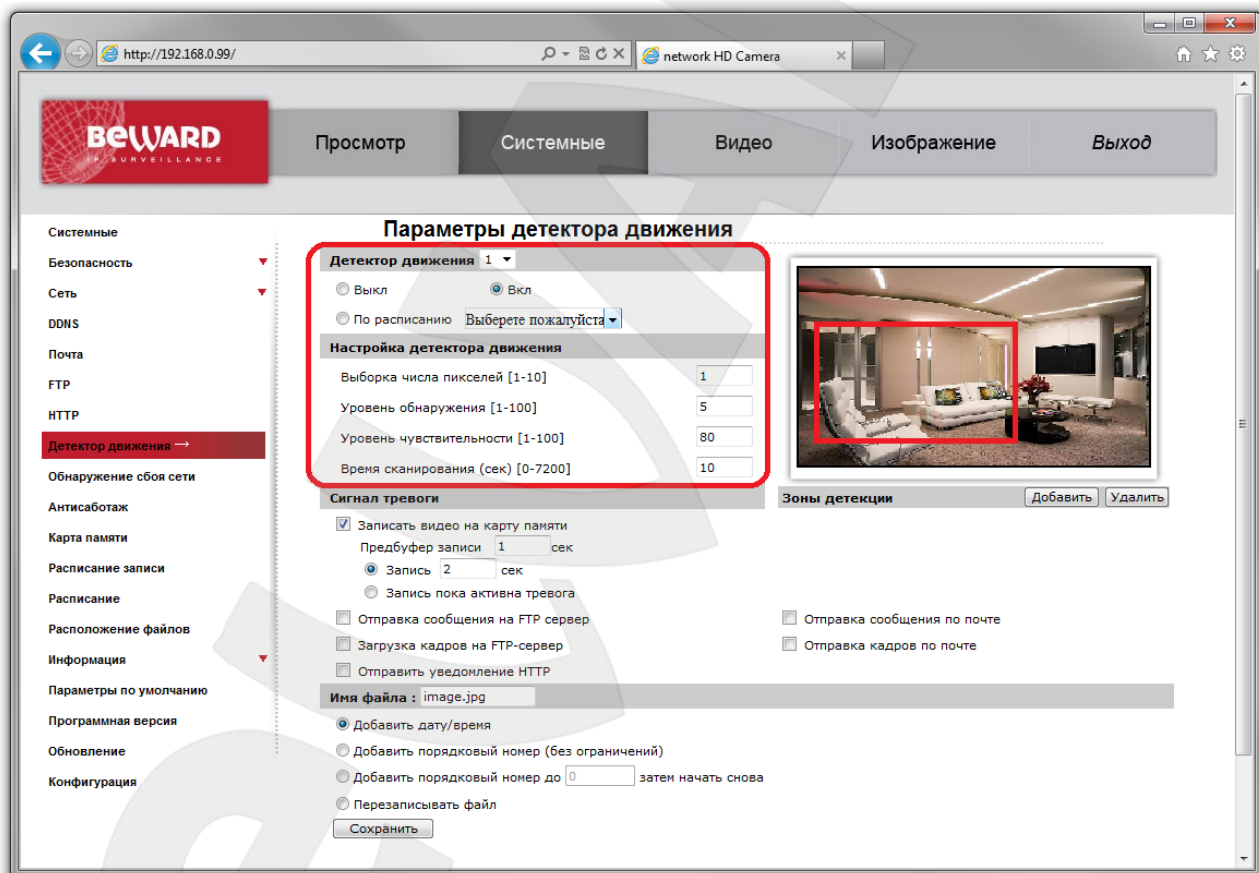 http://192.168.0.99/
network HD Camera
BEWARD
IP SURVEILLANCE
Просмотр
Системные
Видео
Изображение
Выход
Системные
Безопасность
Сеть
DDNS
Почта
FTP
HTTP
Детектор движения →
Обнаружение сбоя сети
Антисаботаж
Карта памяти
Расписание записи
Расписание
Расположение файлов
Информация
Параметры по умолчанию
Программная версия
Обновление
Конфигурация
Параметры детектора движения
Детектор движения 1
Выкл Вкл
По расписанию Выберете пожалуйста
Настройка детектора движения
Выборка числа пикселей [1-10] 1
Уровень обнаружения [1-100] 5
Уровень чувствительности [1-100] 80
Время сканирования (сек) [0-7200] 10
Сигнал тревоги
Зоны детекции Добавить Удалить
Записать видео на карту памяти
Предбуфер записи 1 сек
Запись 2 сек
Запись пока активна тревога
Отправка сообщения на FTP сервер
Отправка сообщения по почте
Загрузка кадров на FTP-сервер
Отправка кадров по почте
Отправить уведомление HTTP
Имя файла : image.jpg
Добавить дату/время
Добавить порядковый номер (без ограничений)
Добавить порядковый номер до 0 затем начать снова
Перезаписывать файл
Сохранить